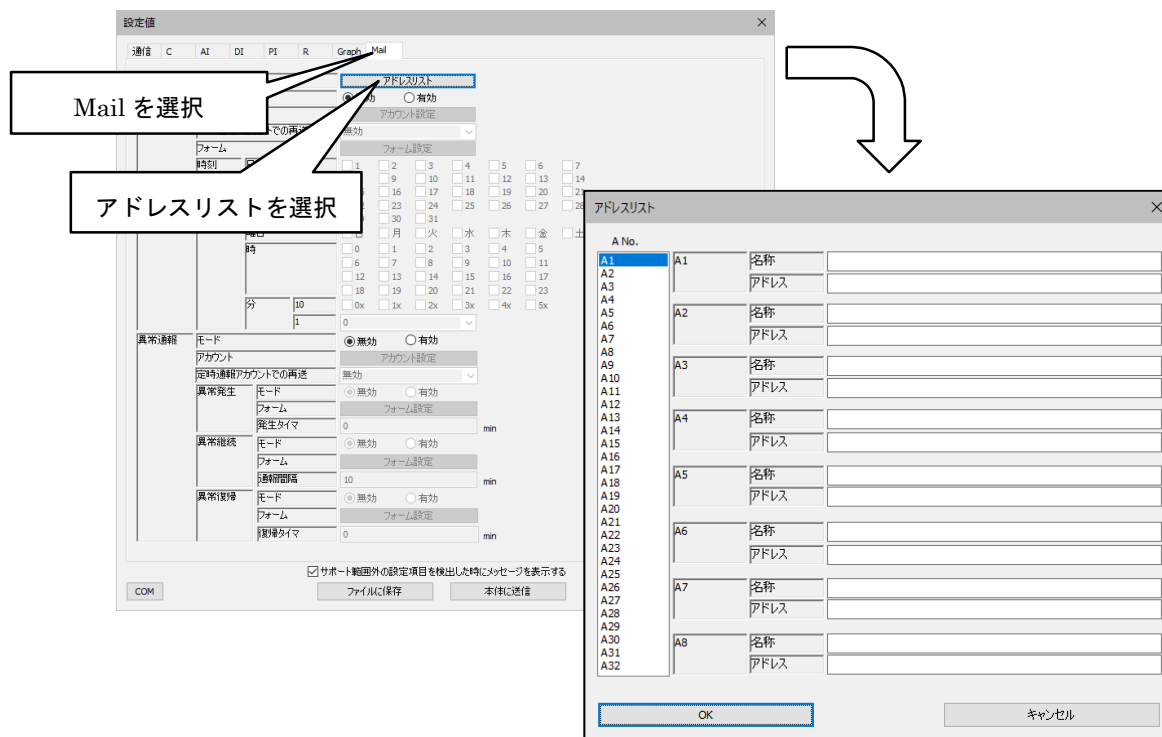 設定値
通信 C AI DI PI R Graph Mail
Mail を選択
アドレスリストを選択
アドレスリスト
有効
アカウント設定
トでの再送 無効
フォーム フォーム設定
時刻
1 2 3 4 5 6 7
9 10 11 12 13 14
16 17 18 19 20 21
23 24 25 26 27 28
30 31
月 火 水 木 金 土
時 0 1 2 3 4 5
6 7 8 9 10 11
12 13 14 15 16 17
18 19 20 21 22 23
分 10 0x 1x 2x 3x 4x 5x
1 0
異常通報 モード 無効 有効
アカウント アカウント設定
定時通報アカウントでの再送 無効
異常発生 モード 無効 有効
フォーム フォーム設定
発生タイマ 0 min
異常継続 モード 無効 有効
フォーム フォーム設定
通報間隔 10 min
異常復帰 モード 無効 有効
フォーム フォーム設定
復帰タイマ 0 min
サポート範囲外の設定項目を検出した時にメッセージを表示する
COM ファイルに保存 本体に送信
アドレスリスト
A No.
A1
A2
A3
A4
A5
A6
A7
A8
A9
A10
A11
A12
A13
A14
A15
A16
A17
A18
A19
A20
A21
A22
A23
A24
A25
A26
A27
A28
A29
A30
A31
A32
A1 名称
アドレス
A2 名称
アドレス
A3 名称
アドレス
A4 名称
アドレス
A5 名称
アドレス
A6 名称
アドレス
A7 名称
アドレス
A8 名称
アドレス
OK キャンセル